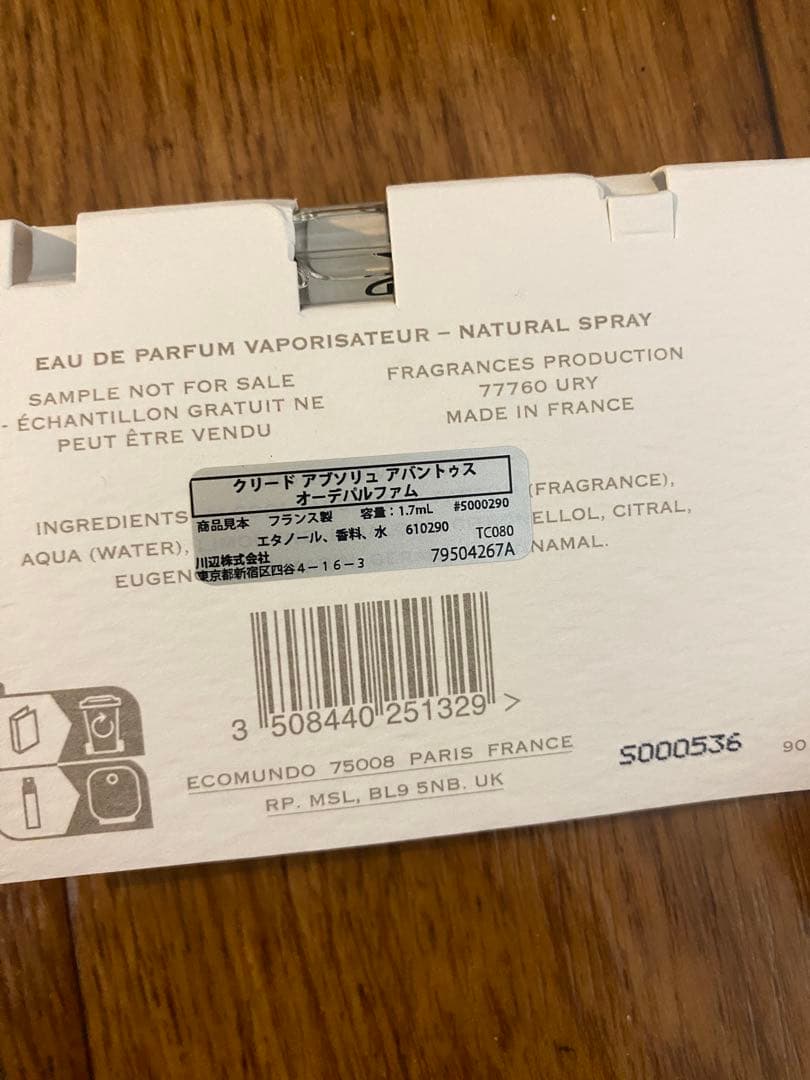 EAU DE PARFUM VAPORISATEUR – NATURAL SPRAY
SAMPLE NOT FOR SALE
- ÉCHANTILLON GRATUIT NE
PEUT ÊTRE VENDU
FRAGRANCES PRODUCTION
77760 URY
MADE IN FRANCE
クリード アブソリュ アバントゥス
オーデパルファム
商品見本 フランス製 容量：1.7mL #5000290
エタノール、香料、水 610290 TC080
川辺株式会社
東京都新宿区四谷4－16－3 79504267A
INGREDIENTS (FRAGRANCE),
AQUA (WATER), CITRAL,
3 508440 251329 >
ECOMUNDO 75008 PARIS FRANCE
RP. MSL, BL9 5NB. UK
S000536
90